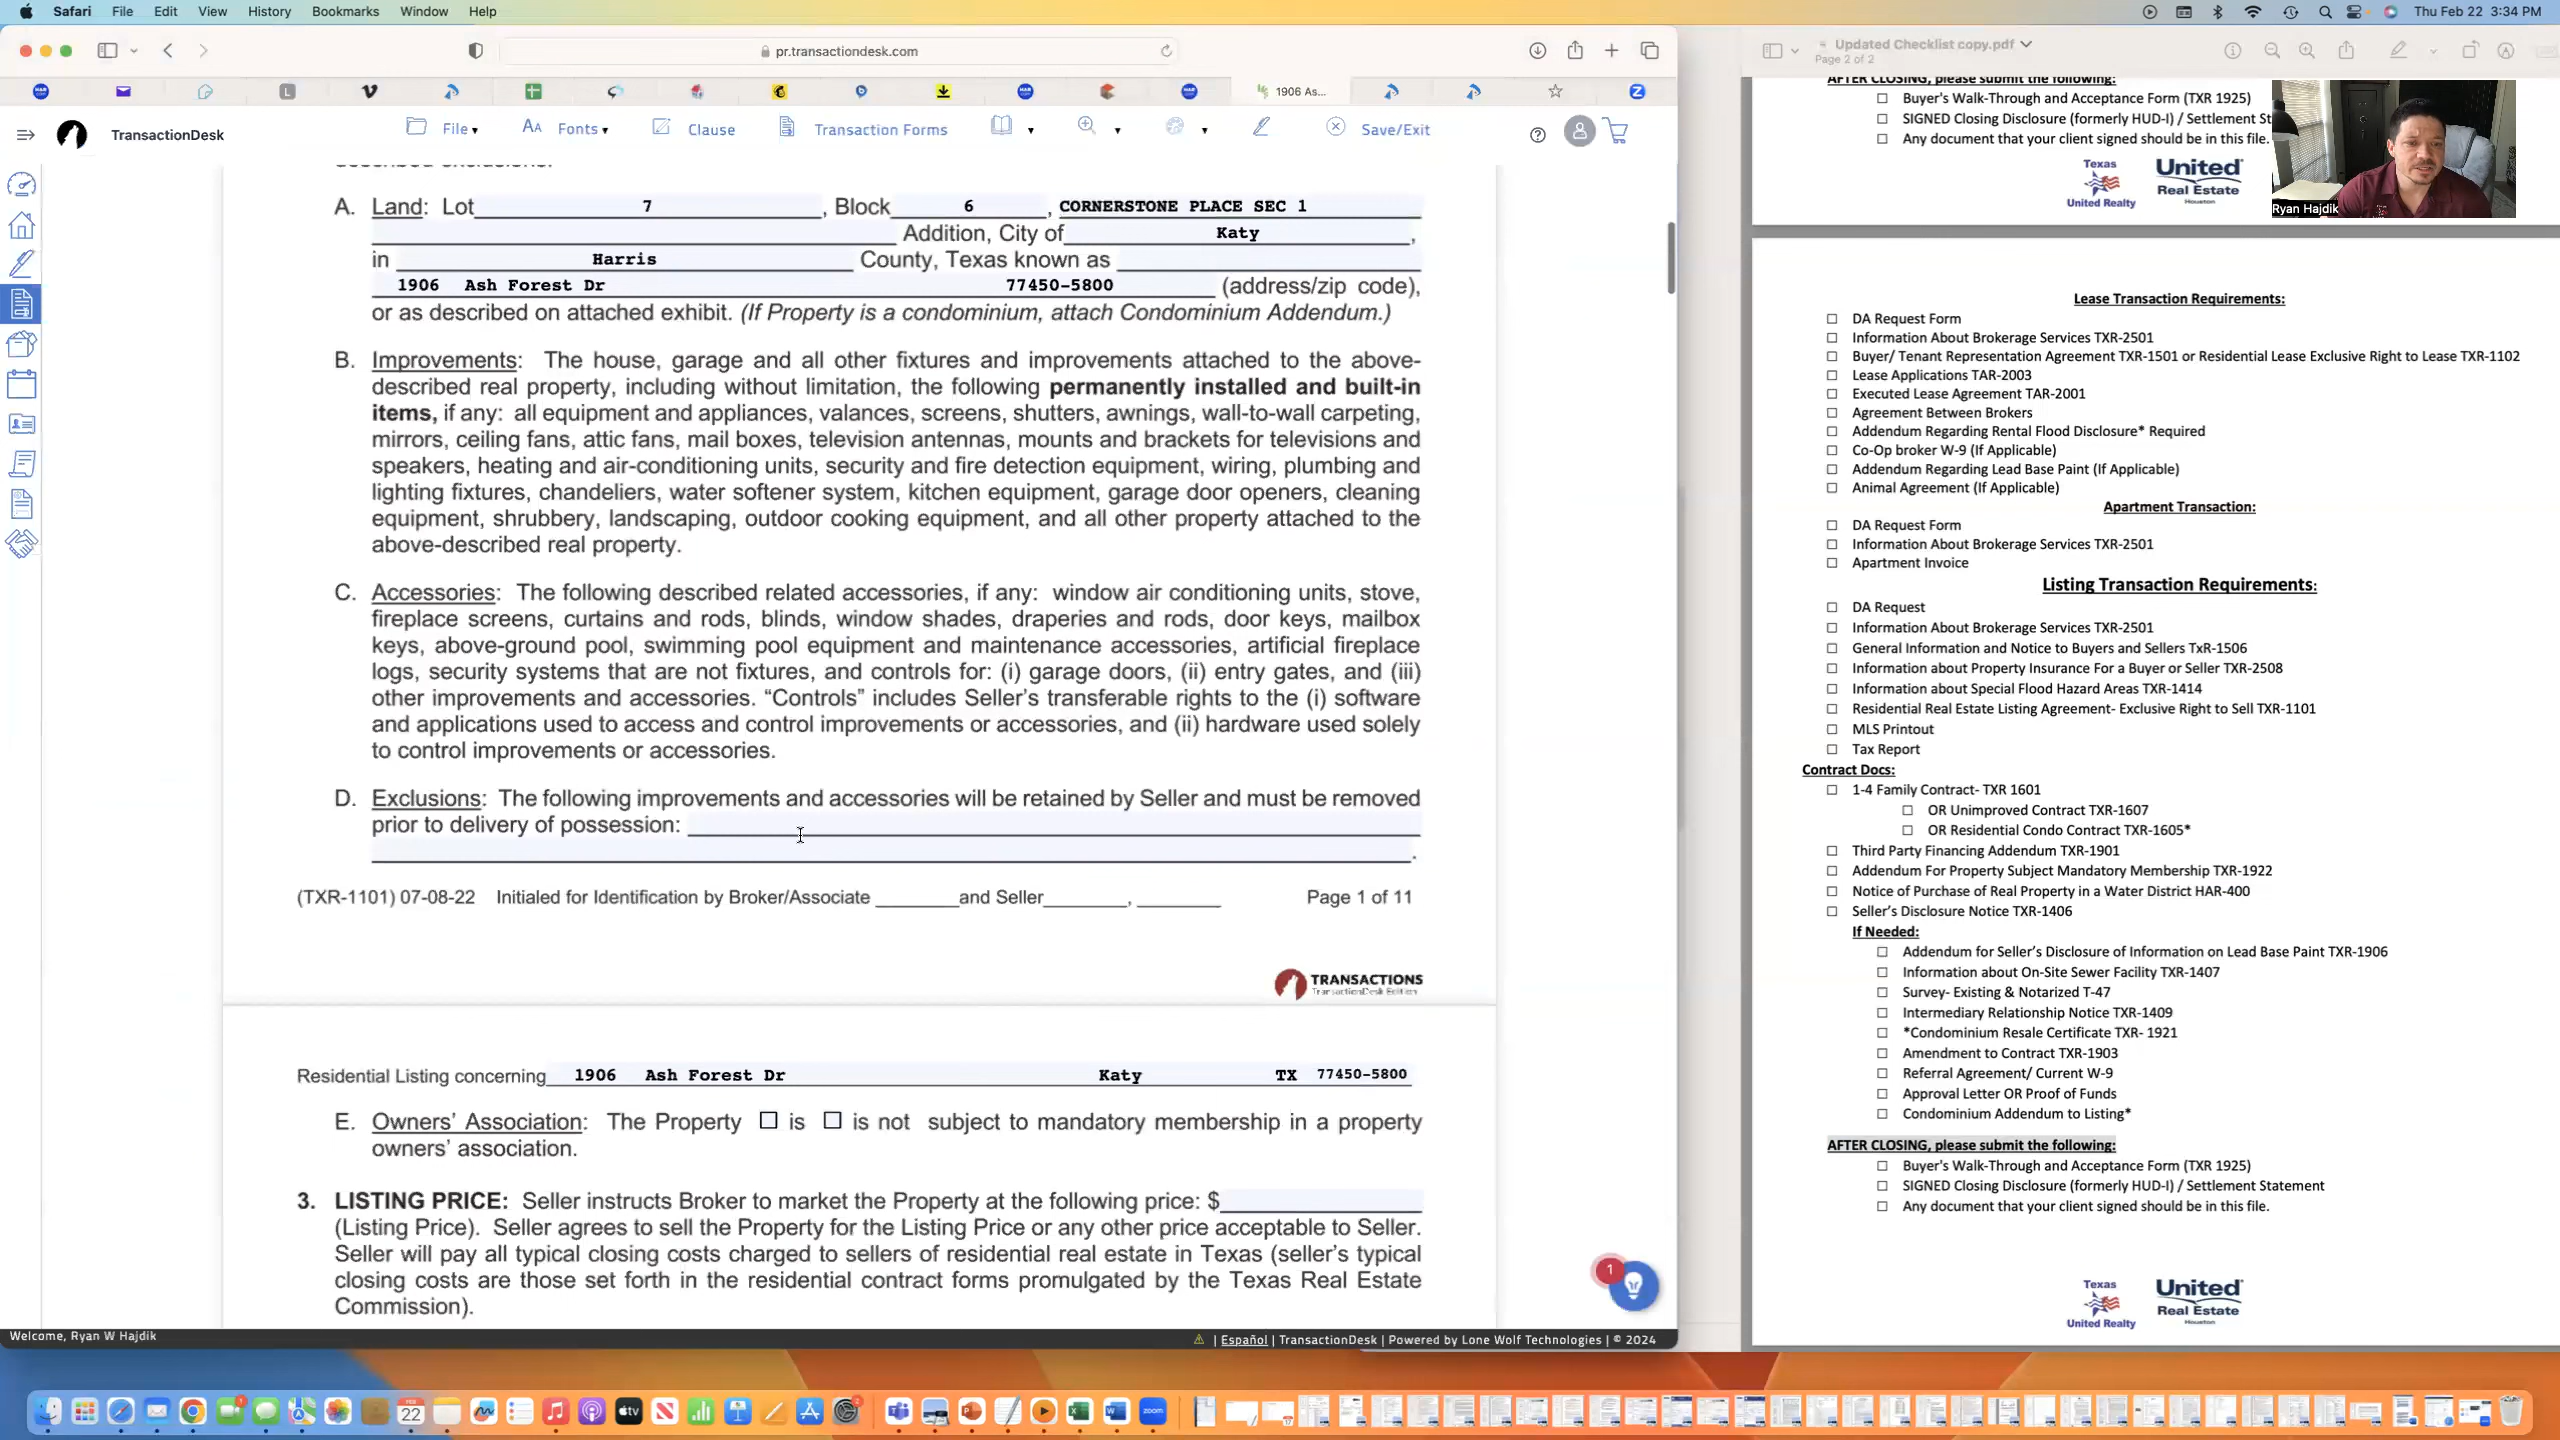 Safari File Edit View History Bookmarks Window Help Thu Feb 22 3:34 PM
pr.transactiondesk.com
1906 As...
TransactionDesk File Fonts Clause Transaction Forms Save/Exit
A. Land: Lot 7, Block 6, CORNERSTONE PLACE SEC 1
Addition, City of Katy,
in Harris County, Texas known as
1906 Ash Forest Dr 77450-5800 (address/zip code),
or as described on attached exhibit. (If Property is a condominium, attach Condominium Addendum.)
B. Improvements: The house, garage and all other fixtures and improvements attached to the above-
described real property, including without limitation, the following permanently installed and built-in
items, if any: all equipment and appliances, valances, screens, shutters, awnings, wall-to-wall carpeting,
mirrors, ceiling fans, attic fans, mail boxes, television antennas, mounts and brackets for televisions and
speakers, heating and air-conditioning units, security and fire detection equipment, wiring, plumbing and
lighting fixtures, chandeliers, water softener system, kitchen equipment, garage door openers, cleaning
equipment, shrubbery, landscaping, outdoor cooking equipment, and all other property attached to the
above-described real property.
C. Accessories: The following described related accessories, if any: window air conditioning units, stove,
fireplace screens, curtains and rods, blinds, window shades, draperies and rods, door keys, mailbox
keys, above-ground pool, swimming pool equipment and maintenance accessories, artificial fireplace
logs, security systems that are not fixtures, and controls for: (i) garage doors, (ii) entry gates, and (iii)
other improvements and accessories. “Controls” includes Seller’s transferable rights to the (i) software
and applications used to access and control improvements or accessories, and (ii) hardware used solely
to control improvements or accessories.
D. Exclusions: The following improvements and accessories will be retained by Seller and must be removed
prior to delivery of possession:
(TXR-1101) 07-08-22 Initialed for Identification by Broker/Associate and Seller , Page 1 of 11
TRANSACTIONS
TransactionDesk Edition
Residential Listing concerning 1906 Ash Forest Dr Katy TX 77450-5800
E. Owners’ Association: The Property ☐ is ☐ is not subject to mandatory membership in a property
owners’ association.
3. LISTING PRICE: Seller instructs Broker to market the Property at the following price: $
(Listing Price). Seller agrees to sell the Property for the Listing Price or any other price acceptable to Seller.
Seller will pay all typical closing costs charged to sellers of residential real estate in Texas (seller’s typical
closing costs are those set forth in the residential contract forms promulgated by the Texas Real Estate
Commission).
1
Welcome, Ryan W Hajdik | Español | TransactionDesk | Powered by Lone Wolf Technologies | © 2024
Updated Checklist copy.pdf
Page 2 of 2
AFTER CLOSING, please submit the following:
Buyer's Walk-Through and Acceptance Form (TXR 1925)
SIGNED Closing Disclosure (formerly HUD-I) / Settlement St
Any document that your client signed should be in this file.
Texas
United Realty
United
Real Estate
Houston
Ryan Hajdik
Lease Transaction Requirements:
☐ DA Request Form
☐ Information About Brokerage Services TXR-2501
☐ Buyer/ Tenant Representation Agreement TXR-1501 or Residential Lease Exclusive Right to Lease TXR-1102
☐ Lease Applications TAR-2003
☐ Executed Lease Agreement TAR-2001
☐ Agreement Between Brokers
☐ Addendum Regarding Rental Flood Disclosure* Required
☐ Co-Op broker W-9 (If Applicable)
☐ Addendum Regarding Lead Base Paint (If Applicable)
☐ Animal Agreement (If Applicable)
Apartment Transaction:
☐ DA Request Form
☐ Information About Brokerage Services TXR-2501
☐ Apartment Invoice
Listing Transaction Requirements:
☐ DA Request
☐ Information About Brokerage Services TXR-2501
☐ General Information and Notice to Buyers and Sellers TxR-1506
☐ Information about Property Insurance For a Buyer or Seller TXR-2508
☐ Information about Special Flood Hazard Areas TXR-1414
☐ Residential Real Estate Listing Agreement- Exclusive Right to Sell TXR-1101
☐ MLS Printout
☐ Tax Report
Contract Docs:
☐ 1-4 Family Contract- TXR 1601
☐ OR Unimproved Contract TXR-1607
☐ OR Residential Condo Contract TXR-1605*
☐ Third Party Financing Addendum TXR-1901
☐ Addendum For Property Subject Mandatory Membership TXR-1922
☐ Notice of Purchase of Real Property in a Water District HAR-400
☐ Seller’s Disclosure Notice TXR-1406
If Needed:
☐ Addendum for Seller’s Disclosure of Information on Lead Base Paint TXR-1906
☐ Information about On-Site Sewer Facility TXR-1407
☐ Survey- Existing & Notarized T-47
☐ Intermediary Relationship Notice TXR-1409
☐ *Condominium Resale Certificate TXR- 1921
☐ Amendment to Contract TXR-1903
☐ Referral Agreement/ Current W-9
☐ Approval Letter OR Proof of Funds
☐ Condominium Addendum to Listing*
AFTER CLOSING, please submit the following:
☐ Buyer's Walk-Through and Acceptance Form (TXR 1925)
☐ SIGNED Closing Disclosure (formerly HUD-I) / Settlement Statement
☐ Any document that your client signed should be in this file.
Texas
United Realty
United
Real Estate
Houston